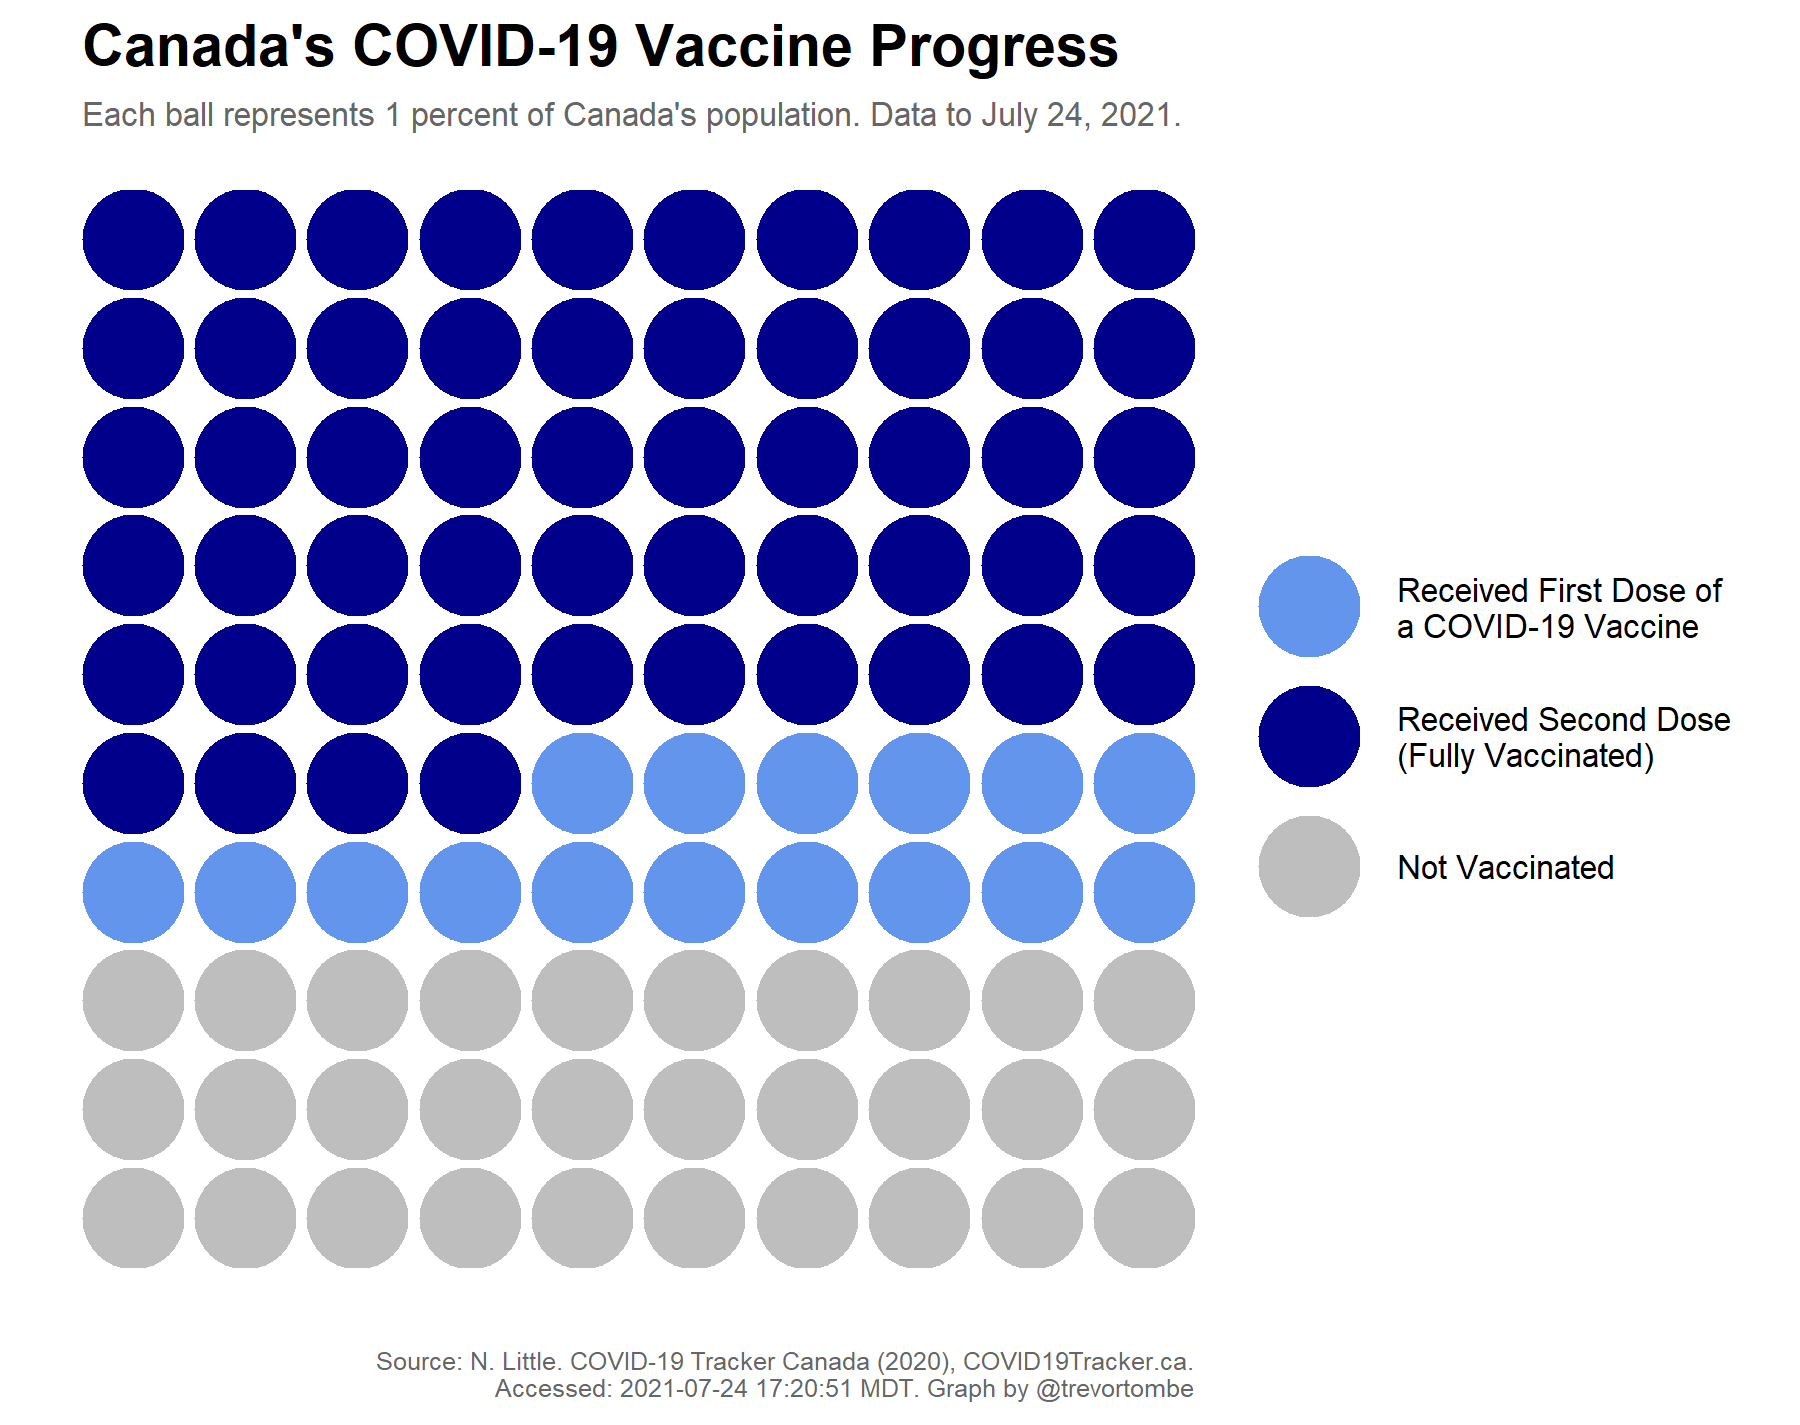 Canada's COVID-19 Vaccine Progress
Each ball represents 1 percent of Canada's population. Data to July 24, 2021.
Received First Dose of
a COVID-19 Vaccine
Received Second Dose
(Fully Vaccinated)
Not Vaccinated
Source: N. Little. COVID-19 Tracker Canada (2020), COVID19Tracker.ca.
Accessed: 2021-07-24 17:20:51 MDT. Graph by @trevortombe